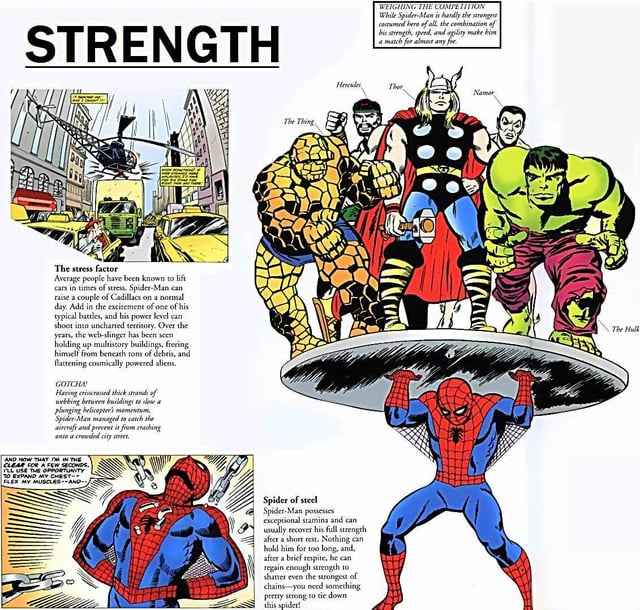 STRENGTH
WEIGHING THE COMPETITION
While Spider-Man is hardly the strongest
costumed hero of all, the combination of
his strength, speed, and agility make him
a match for almost any foe.
Hercules
Thor
Namor
The Thing
The Hulk
The stress factor
Average people have been known to lift
cars in times of stress. Spider-Man can
raise a couple of Cadillacs on a normal
day. Add in the excitement of one of his
typical battles, and his power level can
shoot into uncharted territory. Over the
years, the web-slinger has been seen
holding up multistory buildings, freeing
himself from beneath tons of debris, and
flattening cosmically powered aliens.
GOTCHA!
Having crisscrossed thick strands of
webbing between buildings to slow a
plunging helicopter's momentum,
Spider-Man managed to catch the
aircraft and prevent it from crashing
onto a crowded city street.
AND NOW THAT I'M IN THE
CLEAR FOR A FEW SECONDS,
I'LL USE THE OPPORTUNITY
TO EXPAND MY CHEST--
FLEX MY MUSCLES--AND--
Spider of steel
Spider-Man possesses
exceptional stamina and can
usually recover his full strength
after a short rest. Nothing can
hold him for too long, and,
after a brief respite, he can
regain enough strength to
shatter even the strongest of
chains—you need something
pretty strong to tie down
this spider!